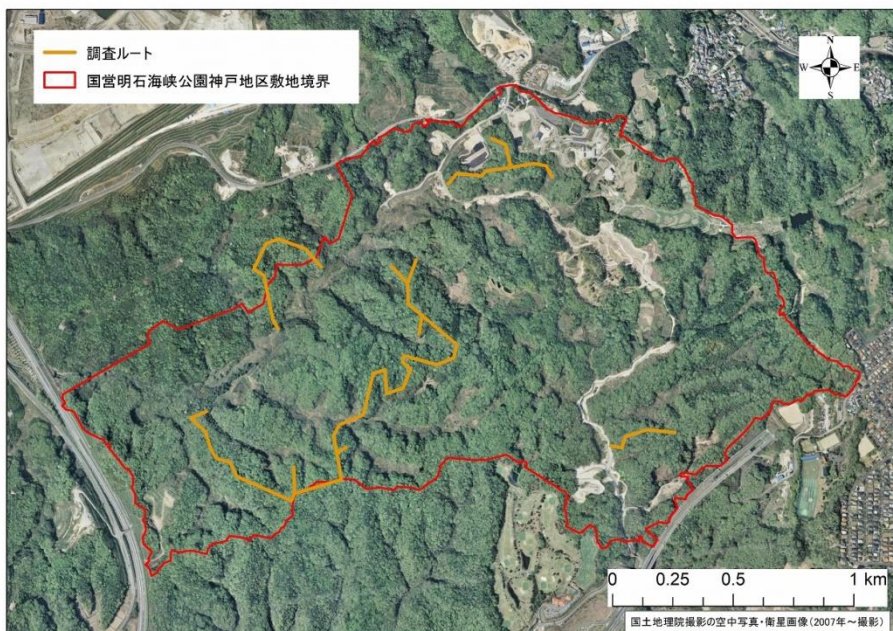 調査ルート
国営明石海峡公園神戸地区敷地境界
N
W E
S
0 0.25 0.5 1 km
国土地理院撮影の空中写真・衛星画像(2007年~撮影)